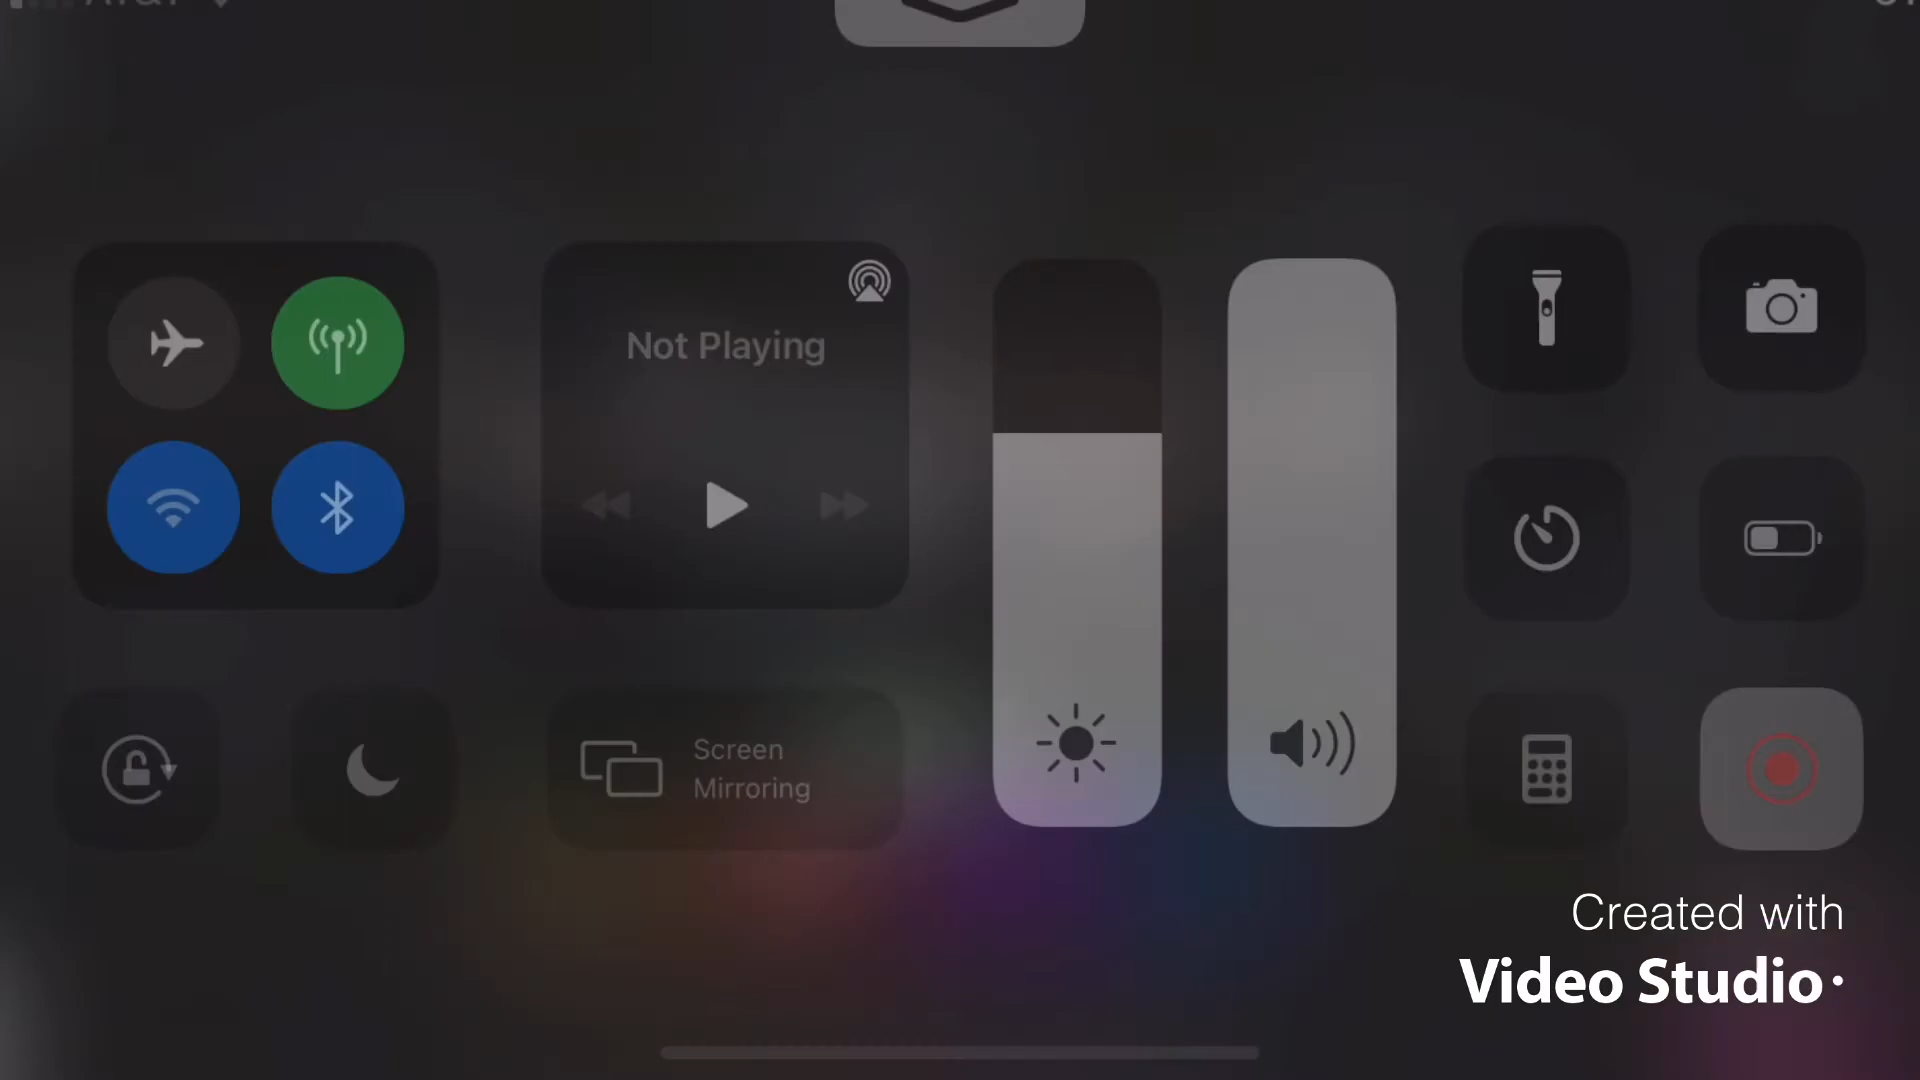 Not Playing
Screen
Mirroring
Created with
Video Studio